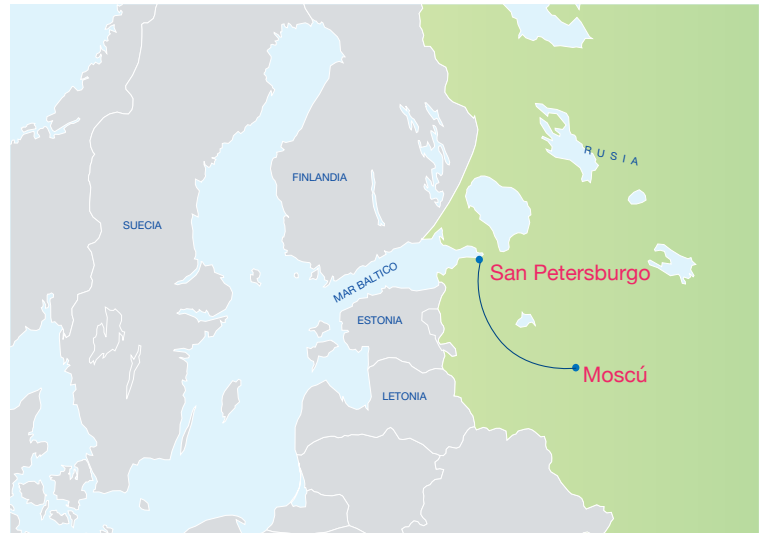 RUSIA
FINLANDIA
SUECIA
MAR BALTICO
San Petersburgo
ESTONIA
Moscú
LETONIA